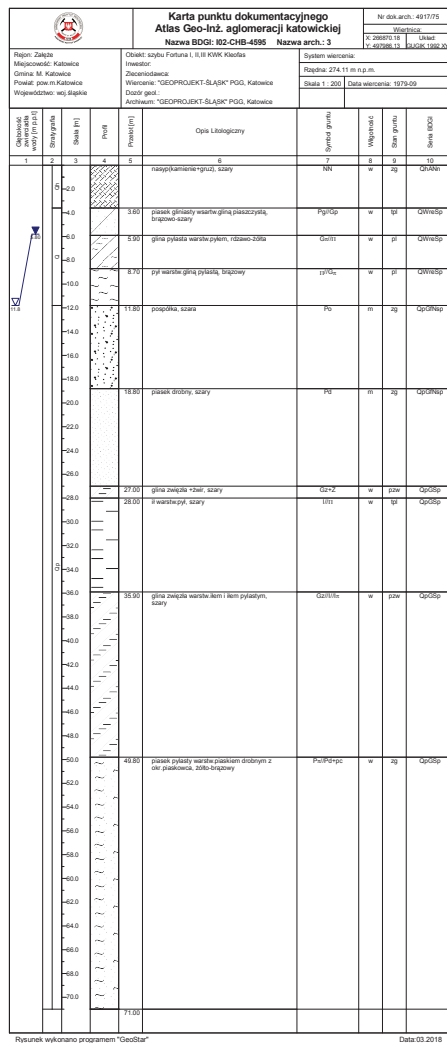 Karta punktu dokumentacyjnego
Atlas Geo-Inż. aglomeracji katowickiej
Nazwa BDGI: I02-CHB-4595 Nazwa arch.: 3
Nr dok.arch.: 4917/75
Wiertnica:
X: 266870.18 Układ:
Y: 497986.13 GUGiK 1992 XY
Rejon: Załęże
Miejscowość: Katowice
Gmina: M. Katowice
Powiat: pow.m.Katowice
Województwo: woj.śląskie
Obiekt: szybu Fortuna I, II,III KWK Kleofas
Inwestor:
Zleceniodawca:
Wiercenie: "GEOPROJEKT-ŚLĄSK" PGG, Katowice
Dozór geol.:
Archiwum: "GEOPROJEKT-ŚLĄSK" PGG, Katowice
System wiercenia:
Rzędna: 274.11 m n.p.m.
Skala 1 : 200 Data wiercenia: 1979-09
Głębokość zwierciadła wody [m p.p.t.]
Stratygrafia
Skala [m]
Profil
Przelot [m]
Opis Litologiczny
Symbol gruntu
Wilgotność
Stan gruntu
Seria BDGI
1 2 3 4 5 6 7 8 9 10
Qh
nasyp(kamienie+gruz), szary NN w zg QhANn
-2.0
-4.0
3.60 piasek gliniasty wsartw.gliną piaszczystą, Pg//Gp w tpl QWreSp
brązowo-szary
-6.0
5.90 glina pylasta warstw.pyłem, rdzawo-żółta Gπ//π w pl QWreSp
Q
-8.0
8.70 pył warstw.gliną pylastą, brązowy π//Gπ w pl QWreSp
-10.0
11.8
-12.0
11.80 pospółka, szara Po m zg QpGfNsp
-14.0
-16.0
-18.0
18.80 piasek drobny, szary Pd m zg QpGfNsp
-20.0
-22.0
-24.0
-26.0
27.00 glina zwięzła +żwir, szary Gz+Ż w pzw QpGSp
-28.0
28.00 ił warstw.pył, szary I//π w tpl QpGSp
-30.0
-32.0
-34.0
Qp
-36.0
35.90 glina zwięzła warstw.iłem i iłem pylastym, Gz//I//Iπ w pzw QpGSp
szary
-38.0
-40.0
-42.0
-44.0
-46.0
-48.0
-50.0
49.80 piasek pylasty warstw.piaskiem drobnym z Pπ//Pd+pc w zg QpGSp
okr.piaskowca, żółto-brązowy
-52.0
-54.0
-56.0
-58.0
-60.0
-62.0
-64.0
-66.0
-68.0
-70.0
71.00
Rysunek wykonano programem "GeoStar" Data:03.2018